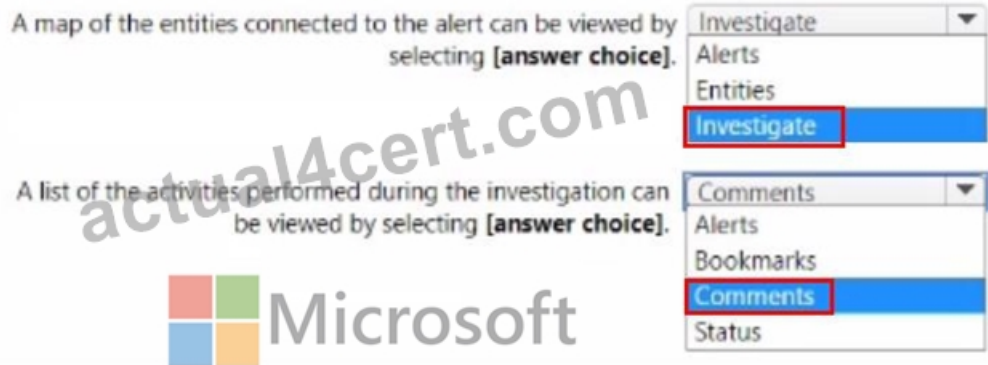 A map of the entities connected to the alert can be viewed by
selecting [answer choice].
Investigate
Alerts
Entities
Investigate
A list of the activities performed during the investigation can
be viewed by selecting [answer choice].
Comments
Alerts
Bookmarks
Comments
Status
actual4cert.com
Microsoft